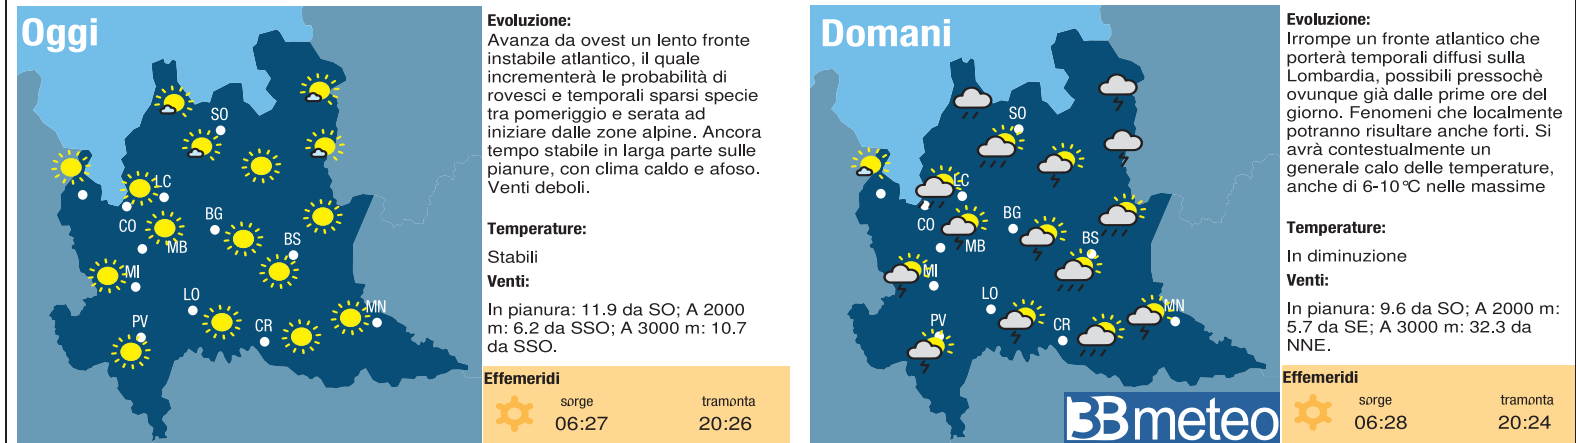 Oggi
SO
LC
CO
BG
MB
BS
MI
LO
MN
PV
CR
Evoluzione:
Avanza da ovest un lento fronte
instabile atlantico, il quale
incrementerà le probabilità di
rovesci e temporali sparsi specie
tra pomeriggio e serata ad
iniziare dalle zone alpine. Ancora
tempo stabile in larga parte sulle
pianure, con clima caldo e afoso.
Venti deboli.
Temperature:
Stabili
Venti:
In pianura: 11.9 da SO; A 2000
m: 6.2 da SSO; A 3000 m: 10.7
da SSO.
Effemeridi
sorge tramonta
06:27 20:26
Domani
SO
LC
CO
BG
MB
BS
MI
LO
MN
PV
CR
3Bmeteo
Evoluzione:
Irrompe un fronte atlantico che
porterà temporali diffusi sulla
Lombardia, possibili pressochè
ovunque già dalle prime ore del
giorno. Fenomeni che localmente
potranno risultare anche forti. Si
avrà contestualmente un
generale calo delle temperature,
anche di 6-10°C nelle massime
Temperature:
In diminuzione
Venti:
In pianura: 9.6 da SO; A 2000 m:
5.7 da SE; A 3000 m: 32.3 da
NNE.
Effemeridi
sorge tramonta
06:28 20:24